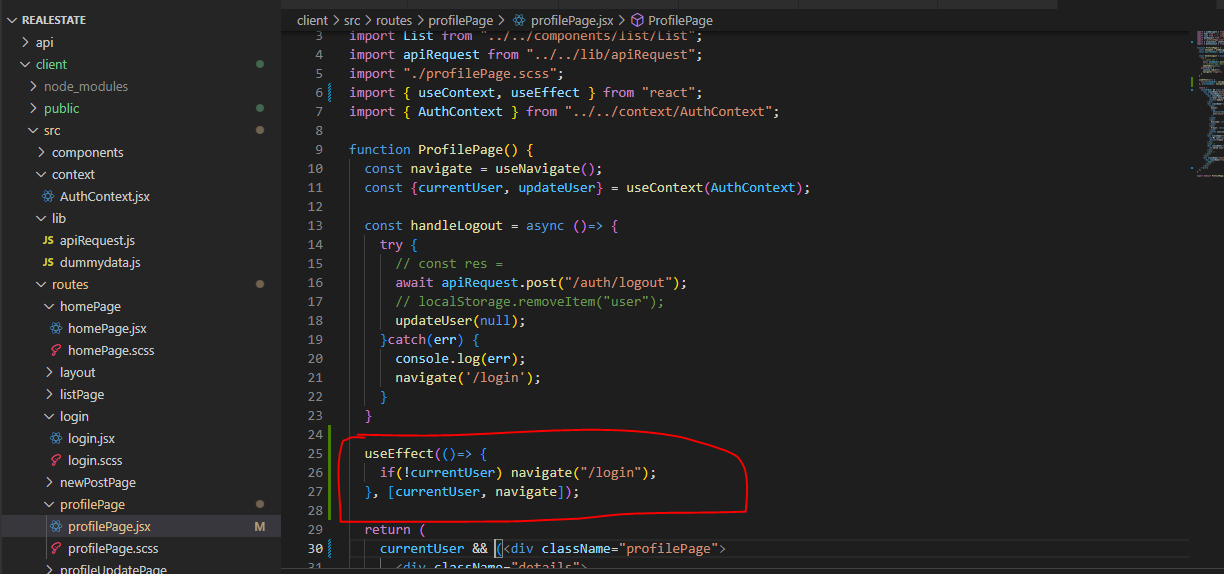 REALESTATE
api
client
node_modules
public
src
components
context
AuthContext.jsx
lib
JS apiRequest.js
JS dummydata.js
routes
homePage
homePage.jsx
homePage.scss
layout
listPage
login
login.jsx
login.scss
newPostPage
profilePage
profilePage.jsx M
profilePage.scss
profileUpdatePage
client > src > routes > profilePage > profilePage.jsx > ProfilePage
3 import List from "../../components/list/List";
4 import apiRequest from "../../lib/apiRequest";
5 import "./profilePage.scss";
6 import { useContext, useEffect } from "react";
7 import { AuthContext } from "../../context/AuthContext";
8
9 function ProfilePage() {
10 const navigate = useNavigate();
11 const {currentUser, updateUser} = useContext(AuthContext);
12
13 const handleLogout = async ()=> {
14 try {
15 // const res =
16 await apiRequest.post("/auth/logout");
17 // localStorage.removeItem("user");
18 updateUser(null);
19 }catch(err) {
20 console.log(err);
21 navigate('/login');
22 }
23 }
24
25 useEffect(()=> {
26 if(!currentUser) navigate("/login");
27 }, [currentUser, navigate]);
28
29 return (
30 currentUser && (<div className="profilePage">
31 <div className="details">